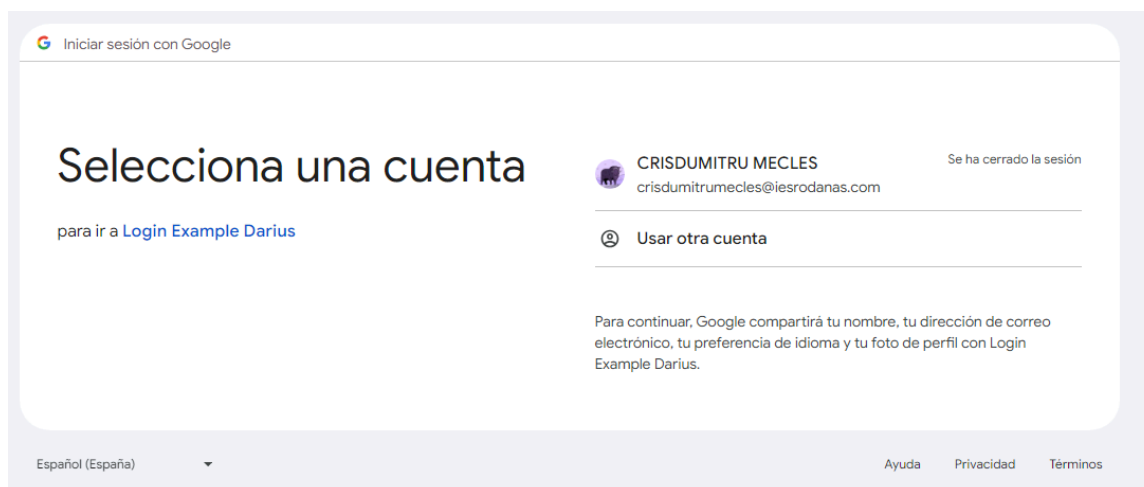 Iniciar sesión con Google
Selecciona una cuenta
para ir a Login Example Darius
CRISDUMITRU MECLES
Se ha cerrado la sesión
crisdumitrumecles@iesrodanas.com
Usar otra cuenta
Para continuar, Google compartirá tu nombre, tu dirección de correo
electrónico, tu preferencia de idioma y tu foto de perfil con Login
Example Darius.
Español (España)
Ayuda
Privacidad
Términos